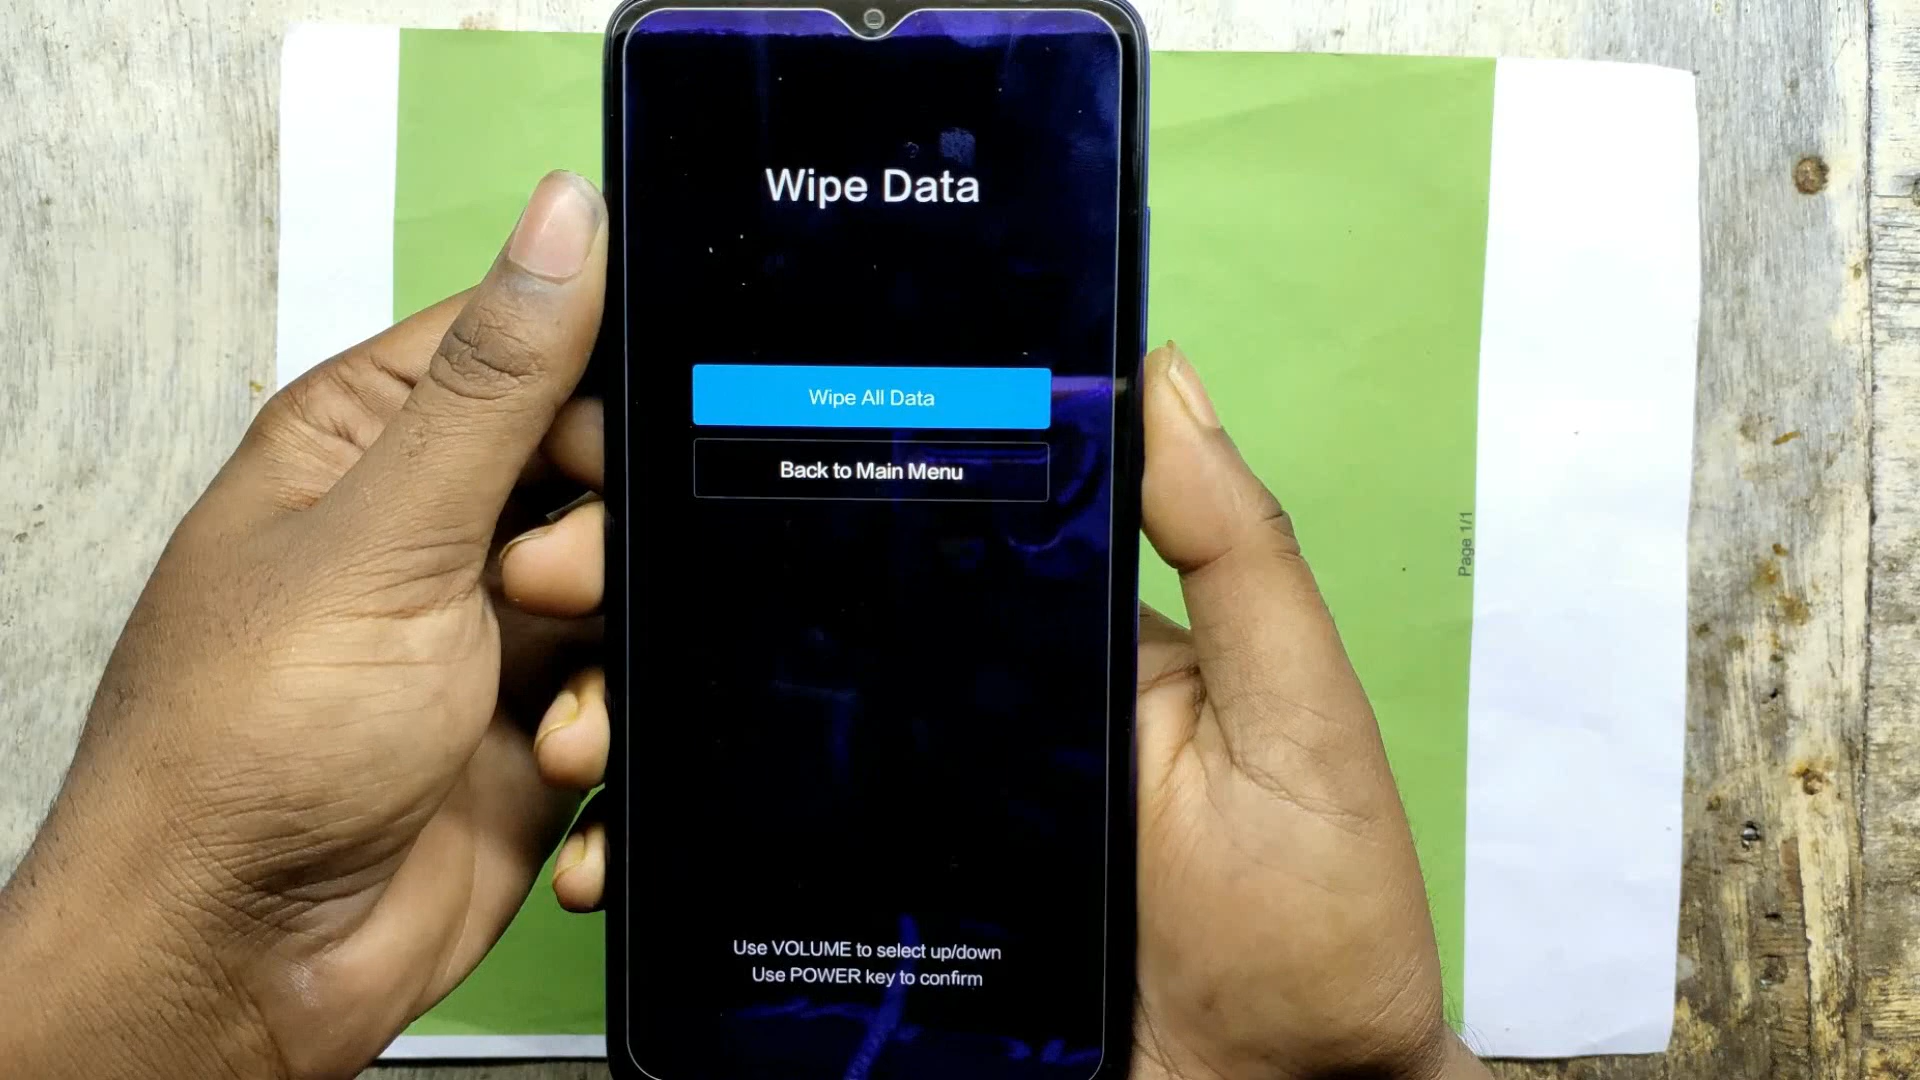 Wipe Data
Wipe All Data
Back to Main Menu
Use VOLUME to select up/down
Use POWER key to confirm
Page 1/1